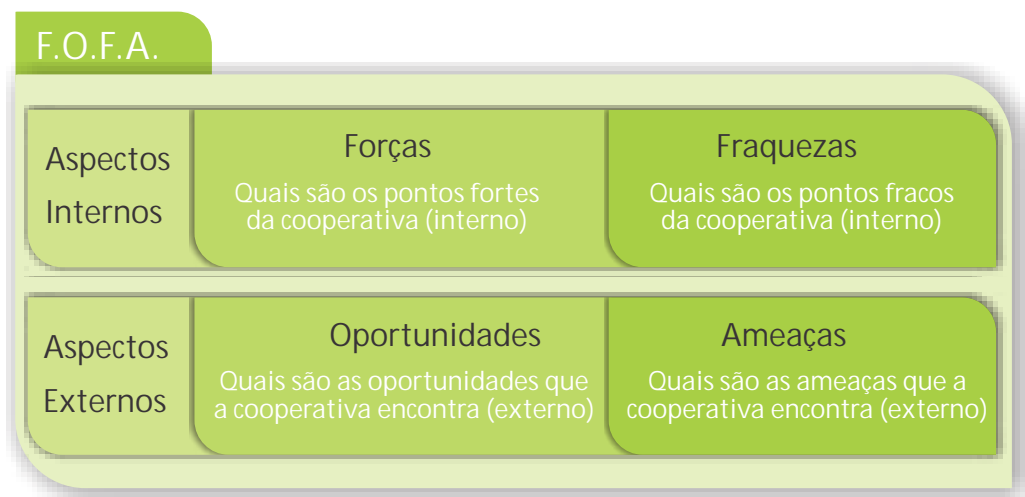 F.O.F.A.
Aspectos
Internos
Forças
Quais são os pontos fortes
da cooperativa (interno)
Fraquezas
Quais são os pontos fracos
da cooperativa (interno)
Aspectos
Externos
Oportunidades
Quais são as oportunidades que
a cooperativa encontra (externo)
Ameaças
Quais são as ameaças que a
cooperativa encontra (externo)